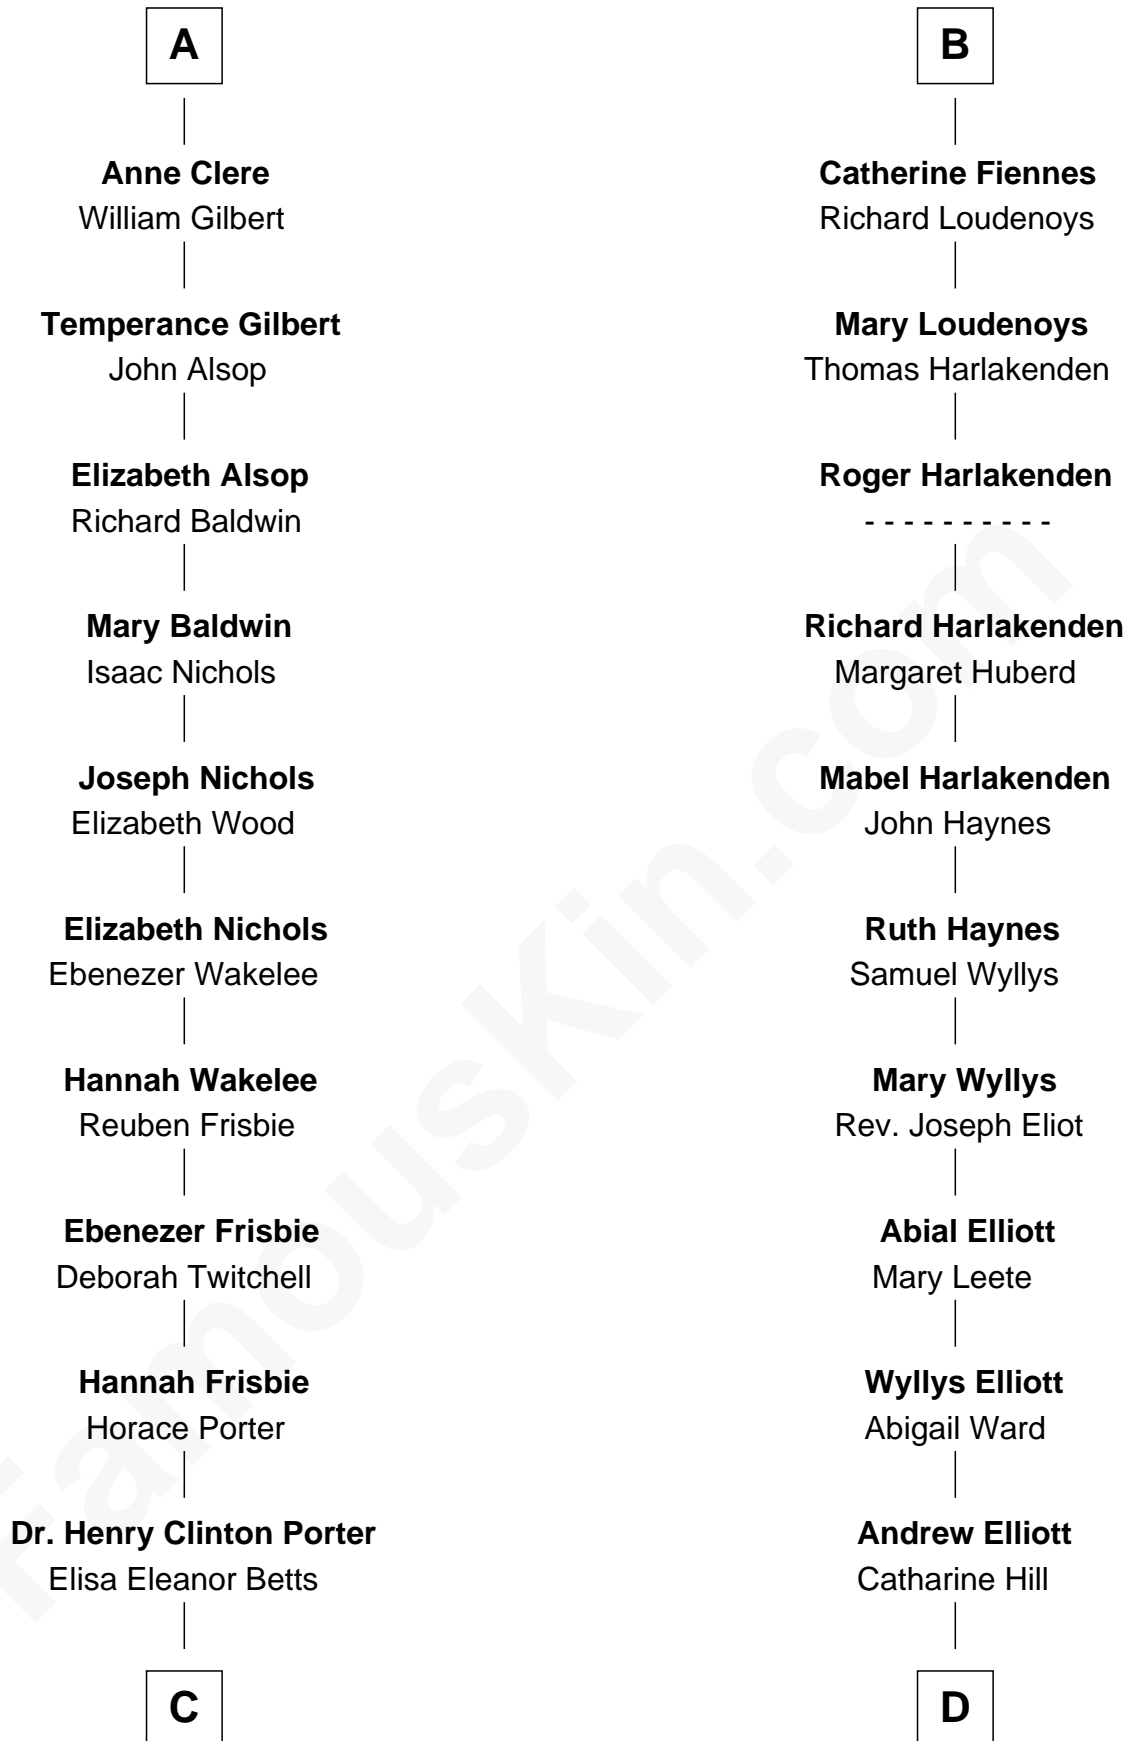 A
Anne Clere
William Gilbert
Temperance Gilbert
John Alsop
Elizabeth Alsop
Richard Baldwin
Mary Baldwin
Isaac Nichols
Joseph Nichols
Elizabeth Wood
Elizabeth Nichols
Ebenezer Wakelee
Hannah Wakelee
Reuben Frisbie
Ebenezer Frisbie
Deborah Twitchell
Hannah Frisbie
Horace Porter
Dr. Henry Clinton Porter
Elisa Eleanor Betts
C
B
Catherine Fiennes
Richard Loudenoys
Mary Loudenoys
Thomas Harlakenden
Roger Harlakenden
- - - - - - - - - -
Richard Harlakenden
Margaret Huberd
Mabel Harlakenden
John Haynes
Ruth Haynes
Samuel Wyllys
Mary Wyllys
Rev. Joseph Eliot
Abial Elliott
Mary Leete
Wyllys Elliott
Abigail Ward
Andrew Elliott
Catharine Hill
D
FamousKin.com